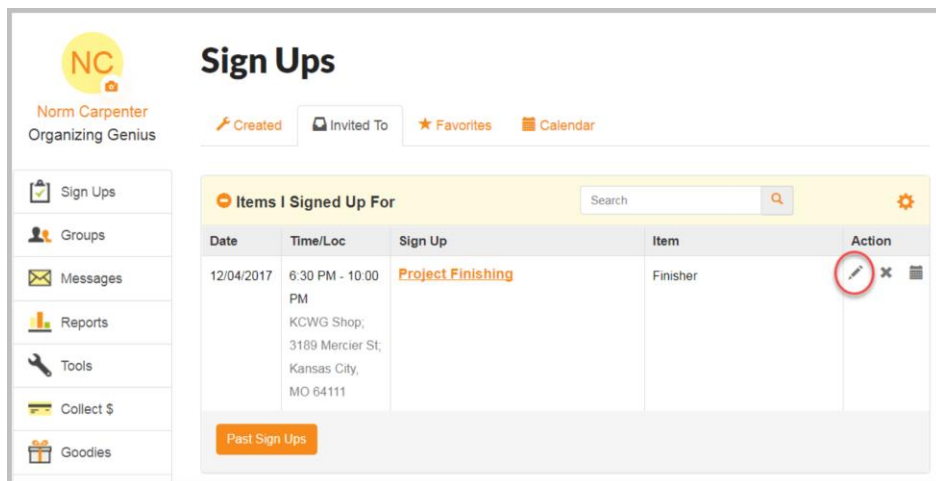 NC
Norm Carpenter
Organizing Genius
Sign Ups
Groups
Messages
Reports
Tools
Collect $
Goodies
Sign Ups
Created
Invited To
Favorites
Calendar
Items I Signed Up For
Search
Date Time/Loc Sign Up Item Action
12/04/2017 6:30 PM - 10:00 Project Finishing Finisher
PM
KCWG Shop;
3189 Mercier St;
Kansas City,
MO 64111
Past Sign Ups